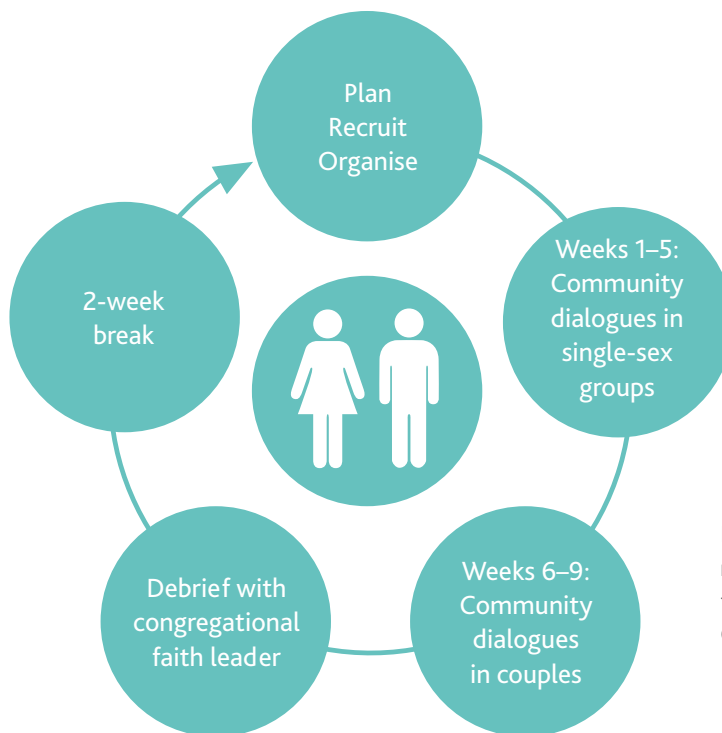 Plan
Recruit
Organise
Weeks 1–5:
Community
dialogues in
single-sex
groups
Weeks 6–9:
Community
dialogues
in couples
Debrief with
congregational
faith leader
2-week
break